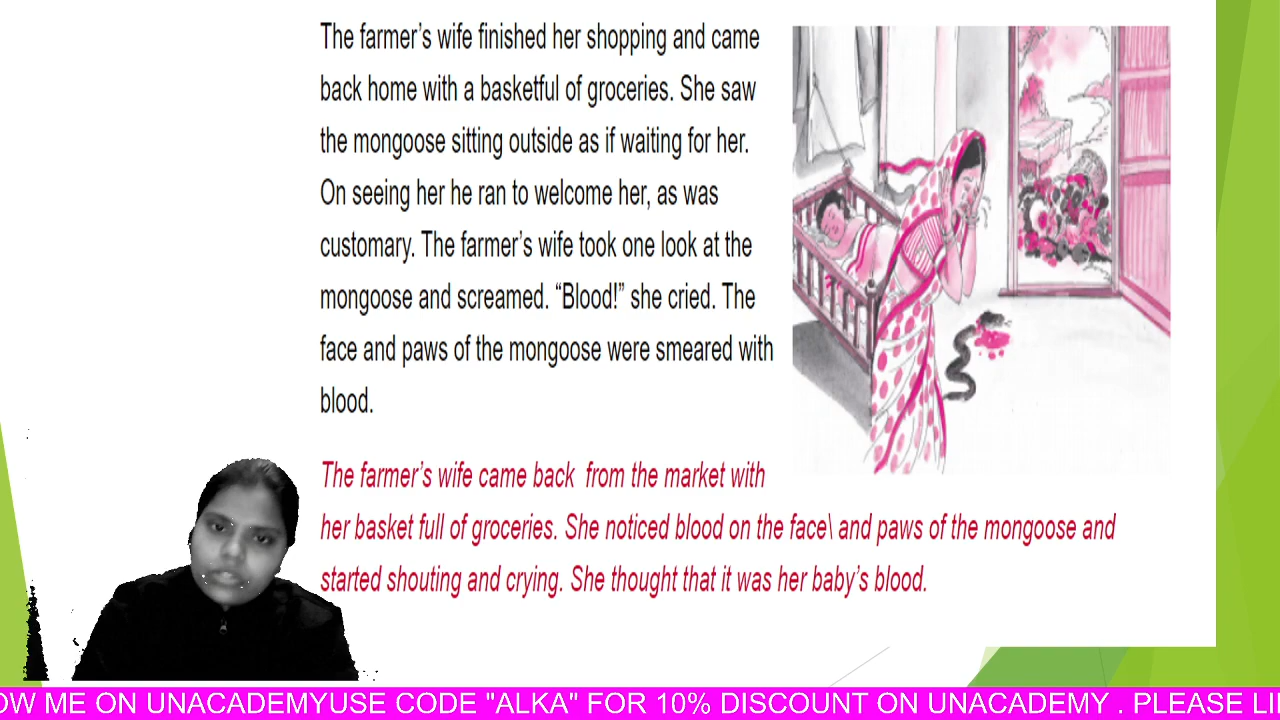 The farmer’s wife finished her shopping and came
back home with a basketful of groceries. She saw
the mongoose sitting outside as if waiting for her.
On seeing her he ran to welcome her, as was
customary. The farmer’s wife took one look at the
mongoose and screamed. “Blood!” she cried. The
face and paws of the mongoose were smeared with
blood.
The farmer’s wife came back from the market with
her basket full of groceries. She noticed blood on the face\ and paws of the mongoose and
started shouting and crying. She thought that it was her baby’s blood.
OW ME ON UNACADEMYUSE CODE "ALKA" FOR 10% DISCOUNT ON UNACADEMY . PLEASE LI